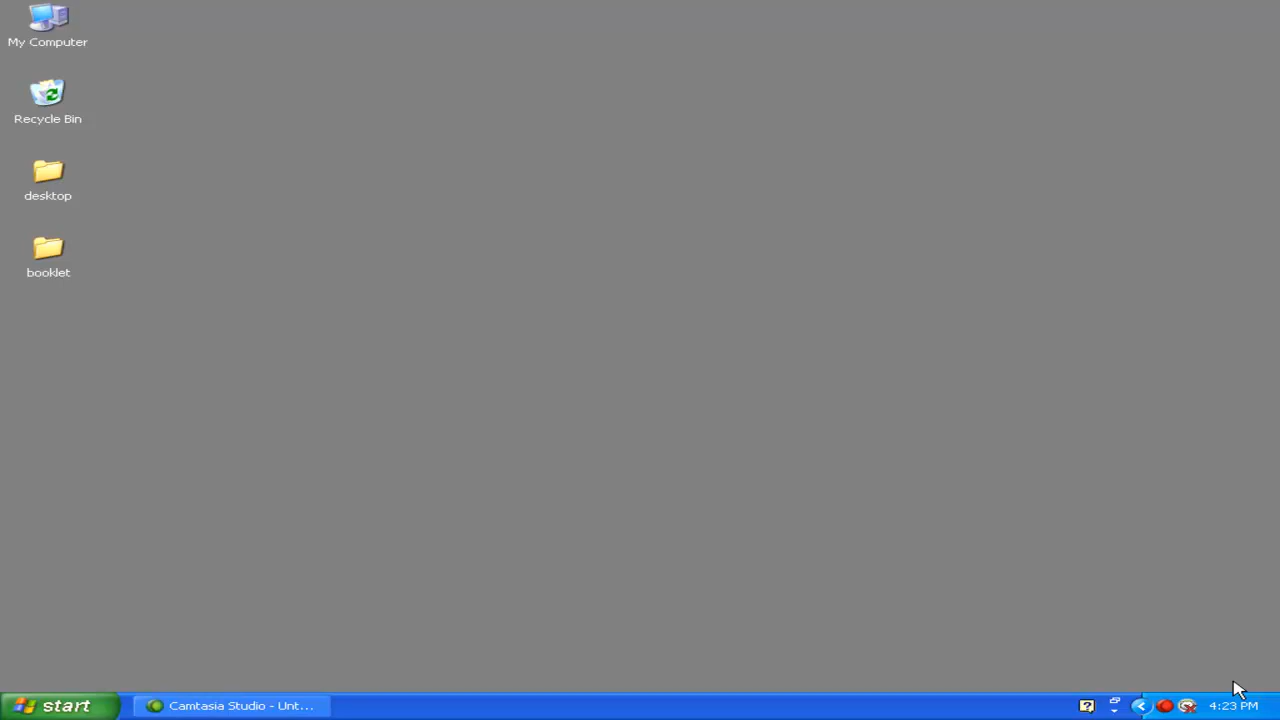 My Computer
Recycle Bin
desktop
booklet
start
Camtasia Studio - Unt...
4:23 PM